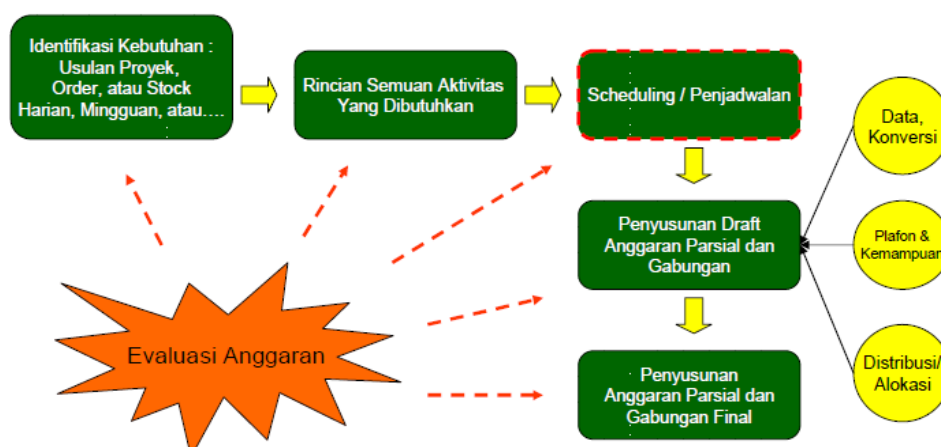 Identifikasi Kebutuhan :
Usulan Proyek,
Order, atau Stock
Harian, Mingguan, atau….
Rincian Semuan Aktivitas
Yang Dibutuhkan
Scheduling / Penjadwalan
Data,
Konversi
Penyusunan Draft
Anggaran Parsial dan
Gabungan
Plafon &
Kemampuan
Evaluasi Anggaran
Penyusunan
Anggaran Parsial dan
Gabungan Final
Distribusi/
Alokasi